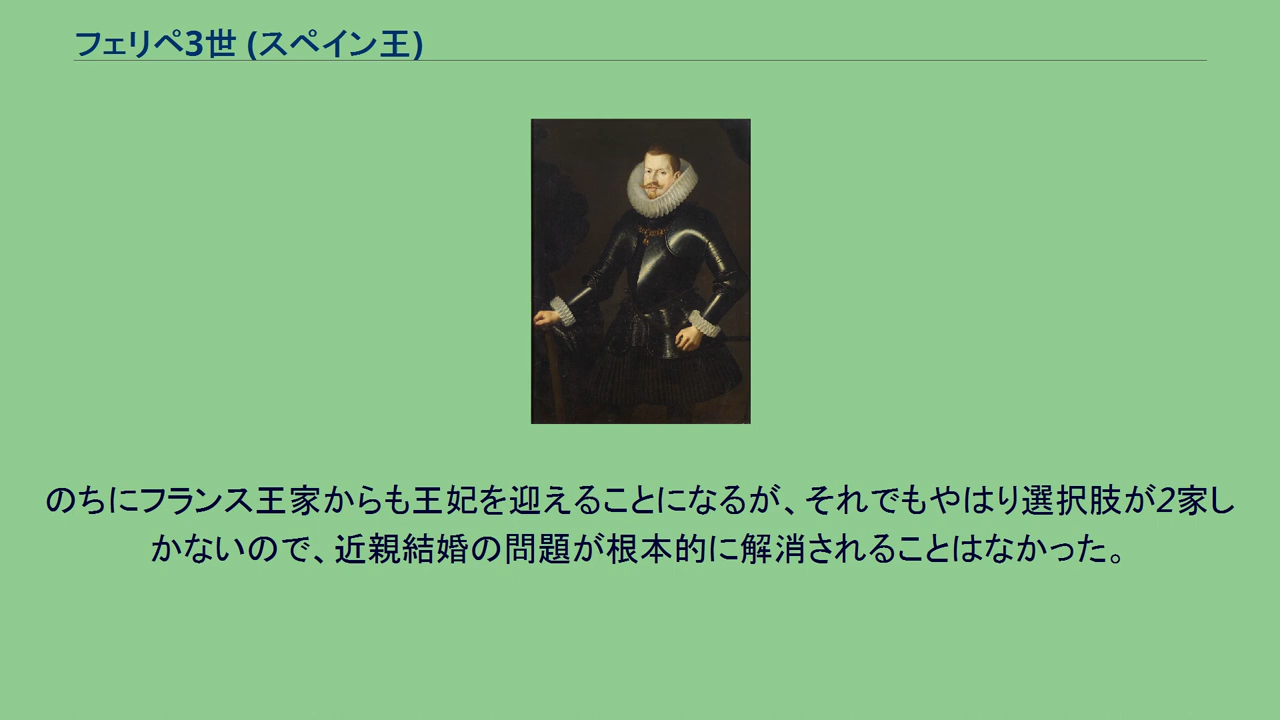 フェリペ3世 (スペイン王)
のちにフランス王家からも王妃を迎えることになるが、それでもやはり選択肢が2家し
かないので、近親結婚の問題が根本的に解消されることはなかった。